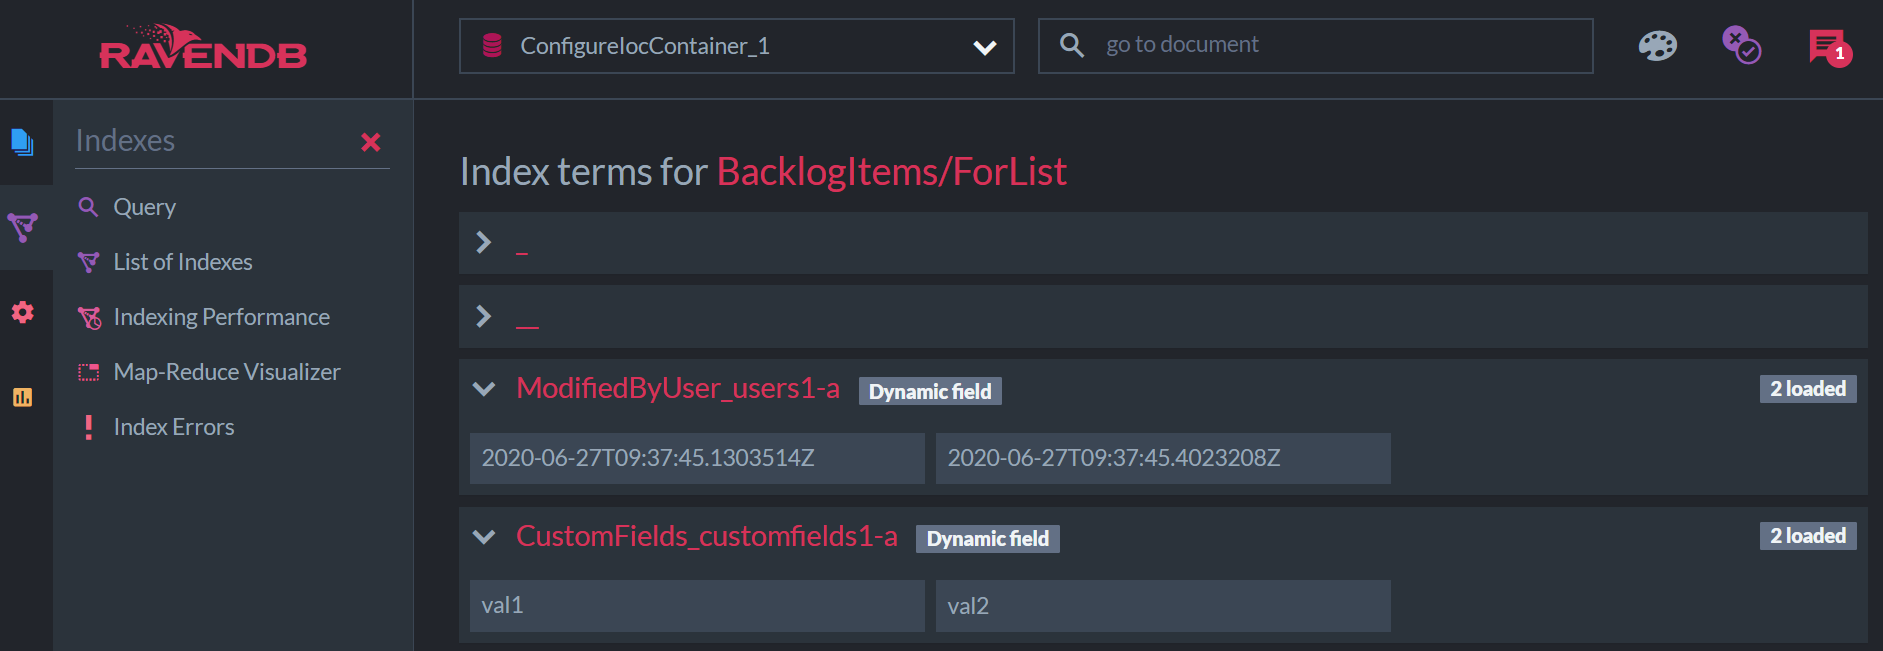 RAVENDB
ConfigureIocContainer_1
go to document
1
Indexes
Query
List of Indexes
Indexing Performance
Map-Reduce Visualizer
Index Errors
Index terms for BacklogItems/ForList
_
__
ModifiedByUser_users1-a Dynamic field 2 loaded
2020-06-27T09:37:45.1303514Z 2020-06-27T09:37:45.4023208Z
CustomFields_customfields1-a Dynamic field 2 loaded
val1 val2